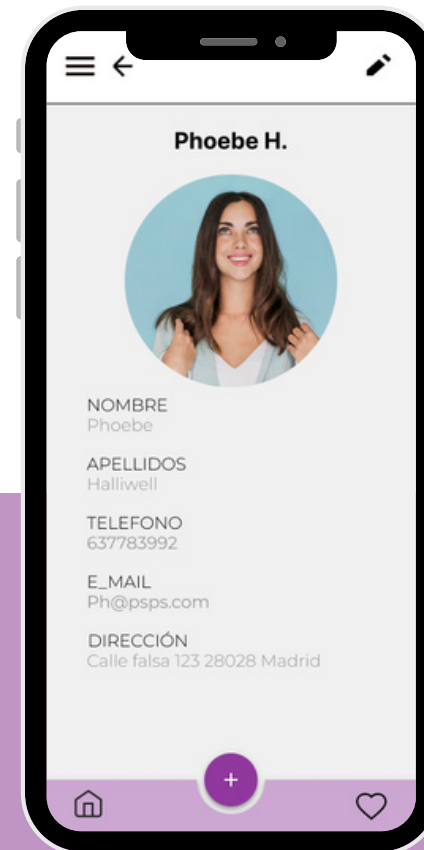 Phoebe H.
NOMBRE
Phoebe
APELLIDOS
Halliwell
TELEFONO
637783992
E_MAIL
Ph@psps.com
DIRECCIÓN
Calle falsa 123 28028 Madrid
+